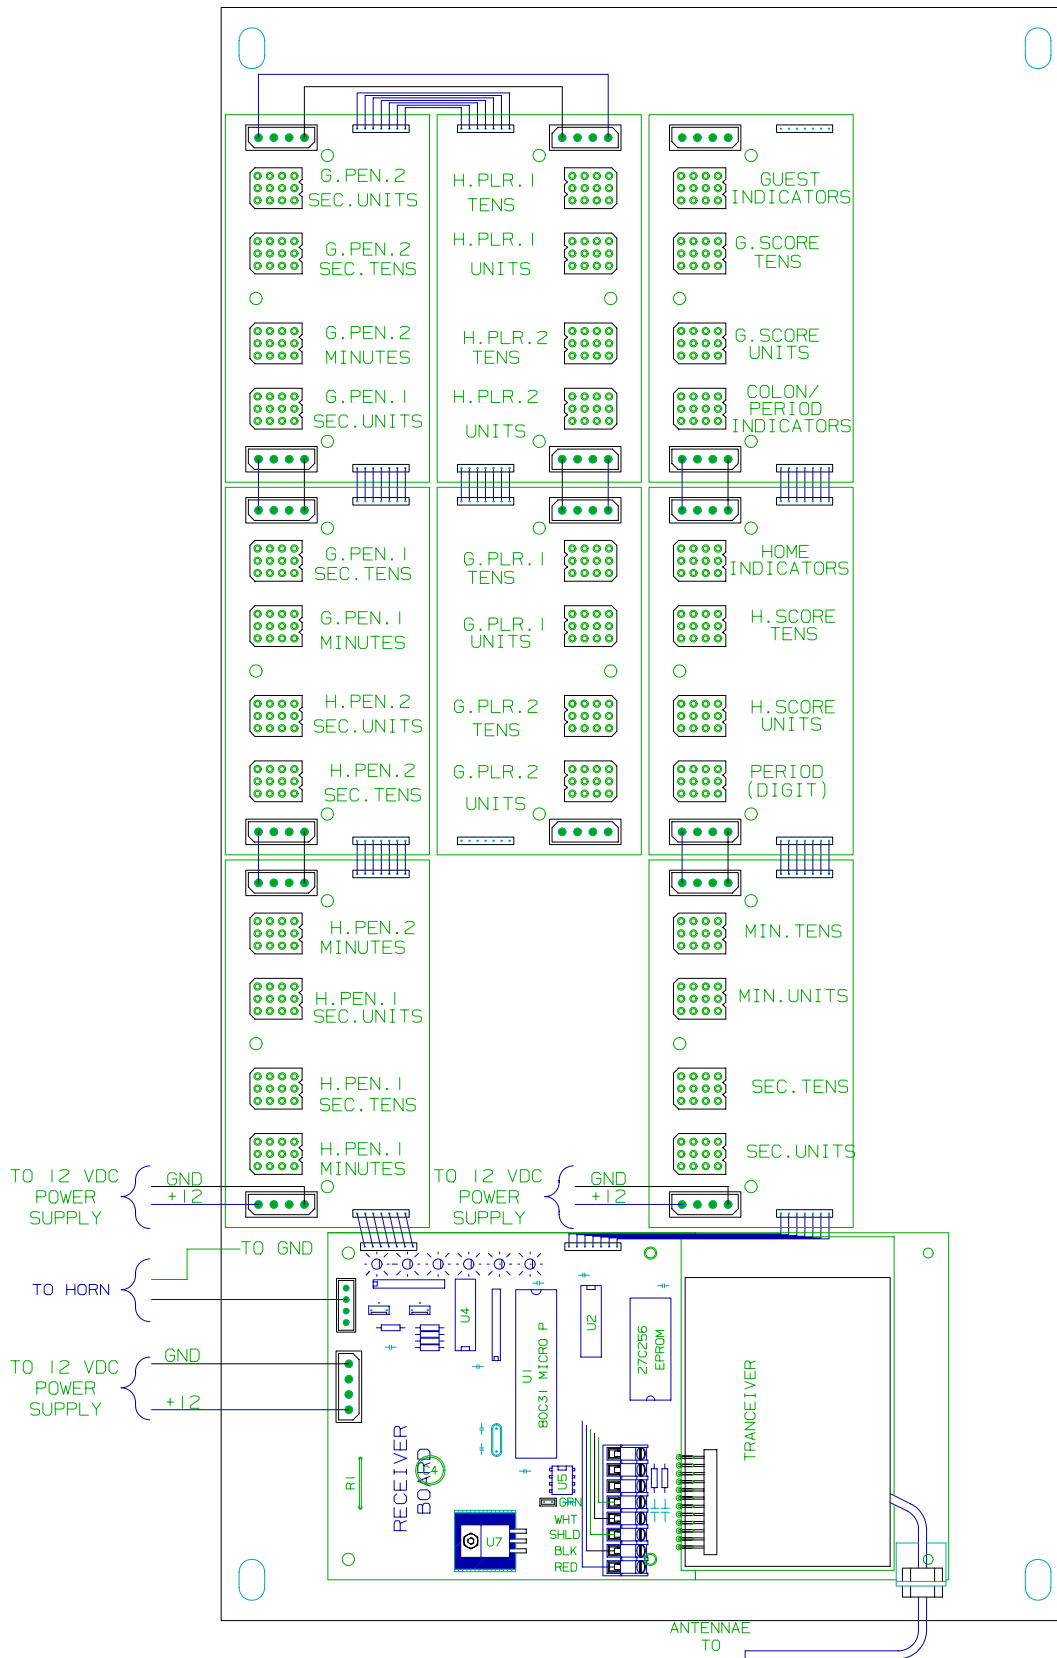 G.PEN.2
SEC.UNITS
G.PEN.2
SEC.TENS
G.PEN.2
MINUTES
G.PEN.1
SEC.UNITS
H.PLR.1
TENS
H.PLR.1
UNITS
H.PLR.2
TENS
H.PLR.2
UNITS
GUEST
INDICATORS
G.SCORE
TENS
G.SCORE
UNITS
COLON/
PERIOD
INDICATORS
G.PEN.1
SEC.TENS
G.PEN.1
MINUTES
H.PEN.2
SEC.UNITS
H.PEN.2
SEC.TENS
G.PLR.1
TENS
G.PLR.1
UNITS
G.PLR.2
TENS
G.PLR.2
UNITS
HOME
INDICATORS
H.SCORE
TENS
H.SCORE
UNITS
PERIOD
(DIGIT)
H.PEN.2
MINUTES
H.PEN.1
SEC.UNITS
H.PEN.1
SEC.TENS
H.PEN.1
MINUTES
MIN.TENS
MIN.UNITS
SEC.TENS
SEC.UNITS
TO 12 VDC
POWER
SUPPLY
GND
+12
TO 12 VDC
POWER
SUPPLY
GND
+12
TO GND
TO HORN
TO 12 VDC
POWER
SUPPLY
GND
+12
U4
U1
80C31 MICRO P
U2
27C256
EPROM
TRANCEIVER
R1
RECEIVER
BOARD
C4
U5
U7
GRN
WHT
SHLD
BLK
RED
ANTENNAE
TO